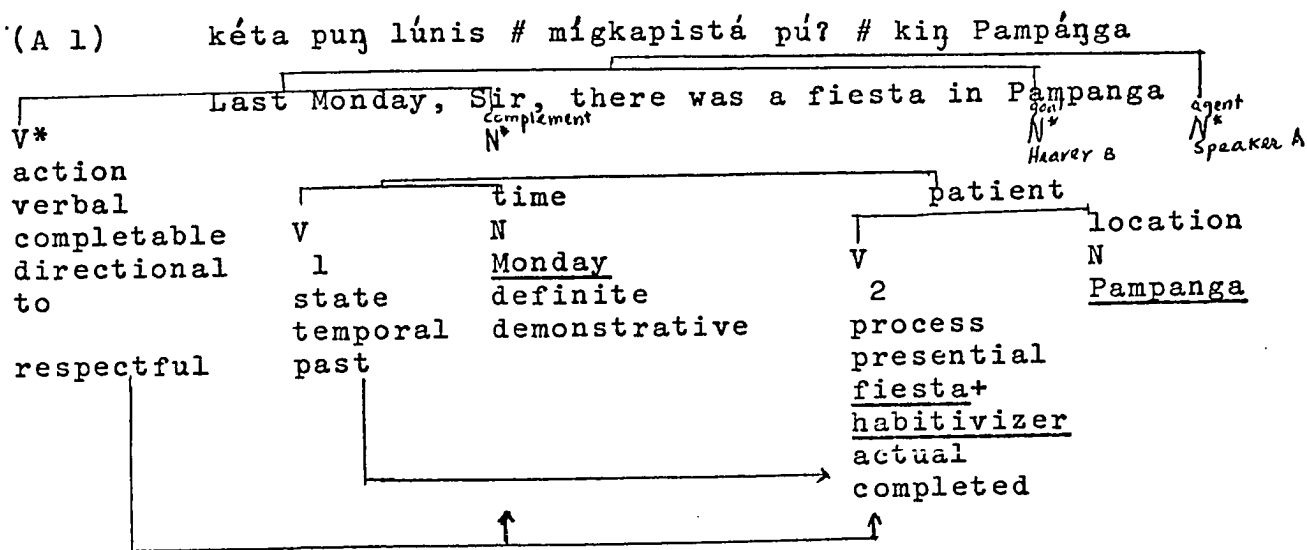 (A 1) kéta puŋ lúnis # mígkapistá pú? # kiŋ Pampáŋga
Last Monday, Sir, there was a fiesta in Pampanga
V* complement goal agent
N* N* N*
action Hearer B Speaker A
verbal time patient
completable V N location
directional 1 Monday V N
to state definite 2 Pampanga
temporal demonstrative process
respectful past presential
fiesta+
habitivizer
actual
completed